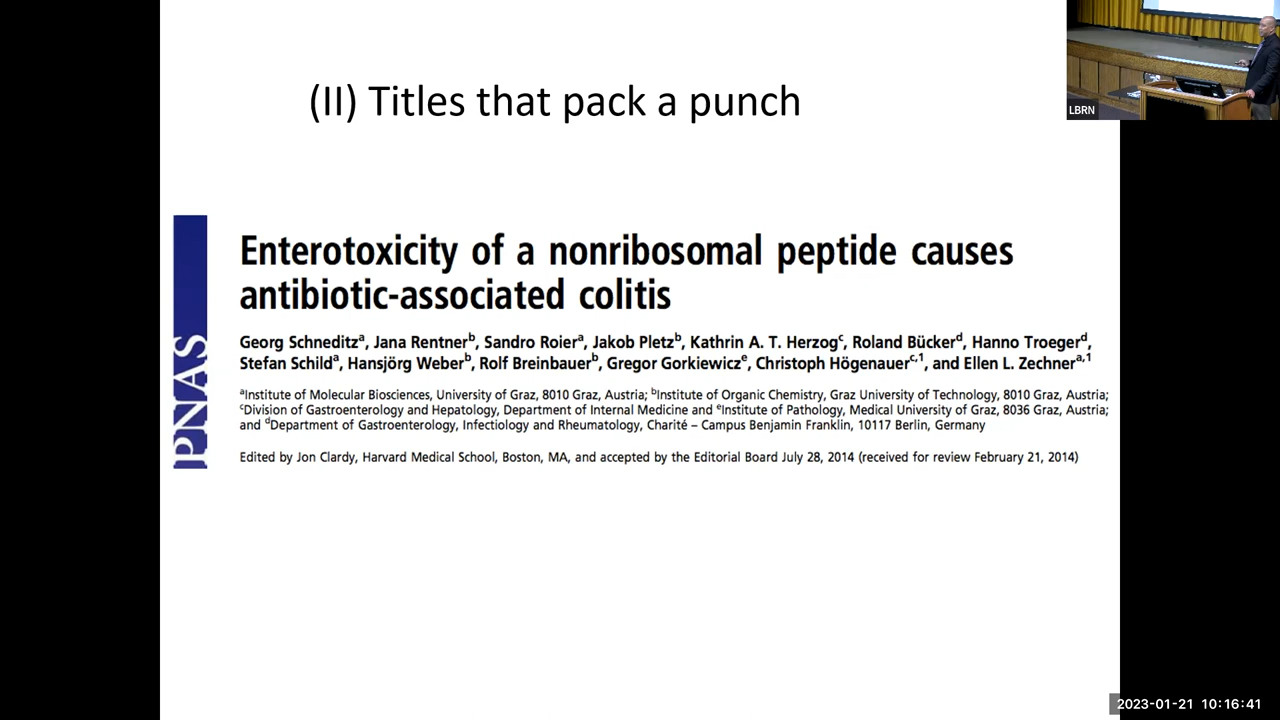 (II) Titles that pack a punch
LBRN
PNAS
Enterotoxicity of a nonribosomal peptide causes
antibiotic-associated colitis
Georg Schneditzᵃ, Jana Rentnerᵇ, Sandro Roierᵃ, Jakob Pletzᵇ, Kathrin A. T. Herzogᶜ, Roland Bückerᵈ, Hanno Troegerᵈ,
Stefan Schildᵃ, Hansjörg Weberᵇ, Rolf Breinbauerᵇ, Gregor Gorkiewiczᵉ, Christoph Högenauerᶜ,¹, and Ellen L. Zechnerᵃ,¹
ᵃInstitute of Molecular Biosciences, University of Graz, 8010 Graz, Austria; ᵇInstitute of Organic Chemistry, Graz University of Technology, 8010 Graz, Austria;
ᶜDivision of Gastroenterology and Hepatology, Department of Internal Medicine and ᵉInstitute of Pathology, Medical University of Graz, 8036 Graz, Austria;
and ᵈDepartment of Gastroenterology, Infectiology and Rheumatology, Charité – Campus Benjamin Franklin, 10117 Berlin, Germany
Edited by Jon Clardy, Harvard Medical School, Boston, MA, and accepted by the Editorial Board July 28, 2014 (received for review February 21, 2014)
2023-01-21 10:16:41